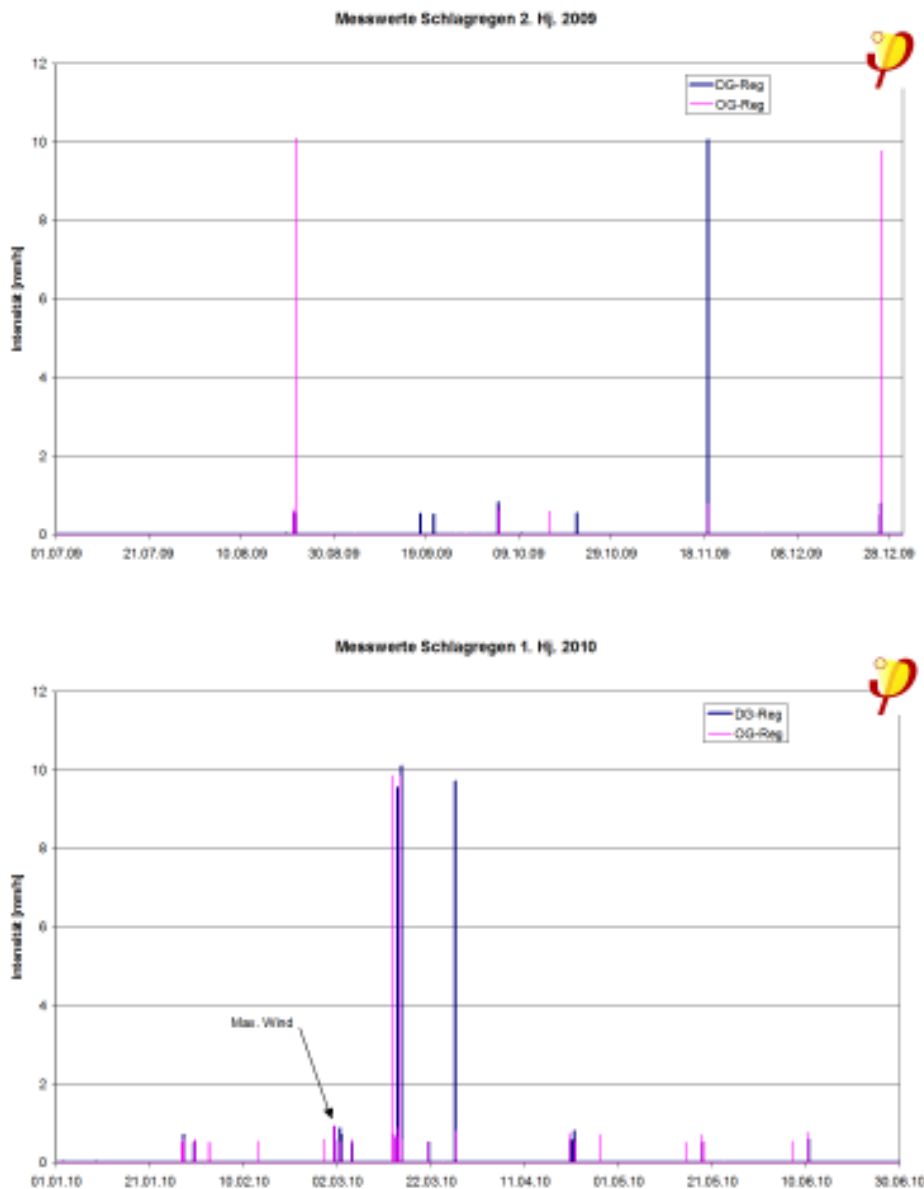 Messwerte Schlagregen 2. Hj. 2009
12
DG-Reg
OG-Reg
10
8
6
4
2
0
Intensität [mm/h]
01.07.09 21.07.09 10.08.09 30.08.09 19.09.09 09.10.09 29.10.09 18.11.09 08.12.09 28.12.09
Messwerte Schlagregen 1. Hj. 2010
12
DG-Reg
OG-Reg
10
8
6
4
Max. Wind
2
0
Intensität [mm/h]
01.01.10 21.01.10 10.02.10 02.03.10 22.03.10 11.04.10 01.05.10 21.05.10 10.06.10 30.06.10